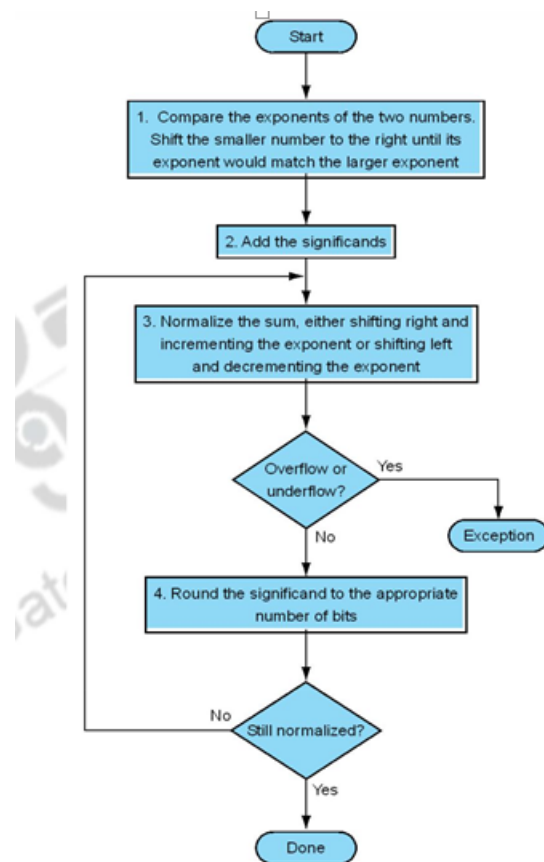 Start
1. Compare the exponents of the two numbers.
Shift the smaller number to the right until its
exponent would match the larger exponent
2. Add the significands
3. Normalize the sum, either shifting right and
incrementing the exponent or shifting left
and decrementing the exponent
Overflow or
underflow?
Yes
Exception
No
4. Round the significand to the appropriate
number of bits
No
Still normalized?
Yes
Done